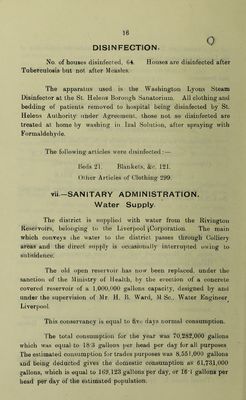 16
DISINFECTION.
No. of houses disinfected, 64. Houses are disinfected after
Tuberculosis but not after Measles.
The apparatus used is the Washington Lyons Steam
Disinfector at the St. Helens Borough Sanatorium. All clothing and
bedding of patients removed to hospital being disinfected by St.
Helens Authority under Agreement, those not so disinfected are
treated at home by washing in Izal Solution, after spraying with
Formaldehyde.
The following articles were disinfected :—
Beds 21. Blankets, &c. 121.
Other Articles of Clothing 299.
vii.—SANITARY ADMINISTRATION.
Water Supply.
The district is supplied with water from the Rivington
Reservoirs, belonging to the Liverpool Corporation. The main
which conveys the water to the district passes through Colliery
areas and the direct supply is occasionally interrupted owing to
subsidence.
The old open reservoir has now been replaced, under the
sanction of the Ministry of Health, by the erection of a concrete
covered reservoir of a 1,000,000 gallons capacity, designed by and
under the supervision of Mr. H. B. Ward, M.Sc., Water Engineer,
Liverpool.
This conservancy is equal to five days normal consumption.
The total consumption for the year was 70,282,000 gallons
which was equal to 18·3 gallons per head per day for all purposes
The estimated consumption for trades purposes was 8,551,000 gallons
and being deducted gives the domestic consumption as 61,731,000
gallons, which is equal to 169,123 gallons per day, or 16·1 gallons per
head per day of the estimated population.